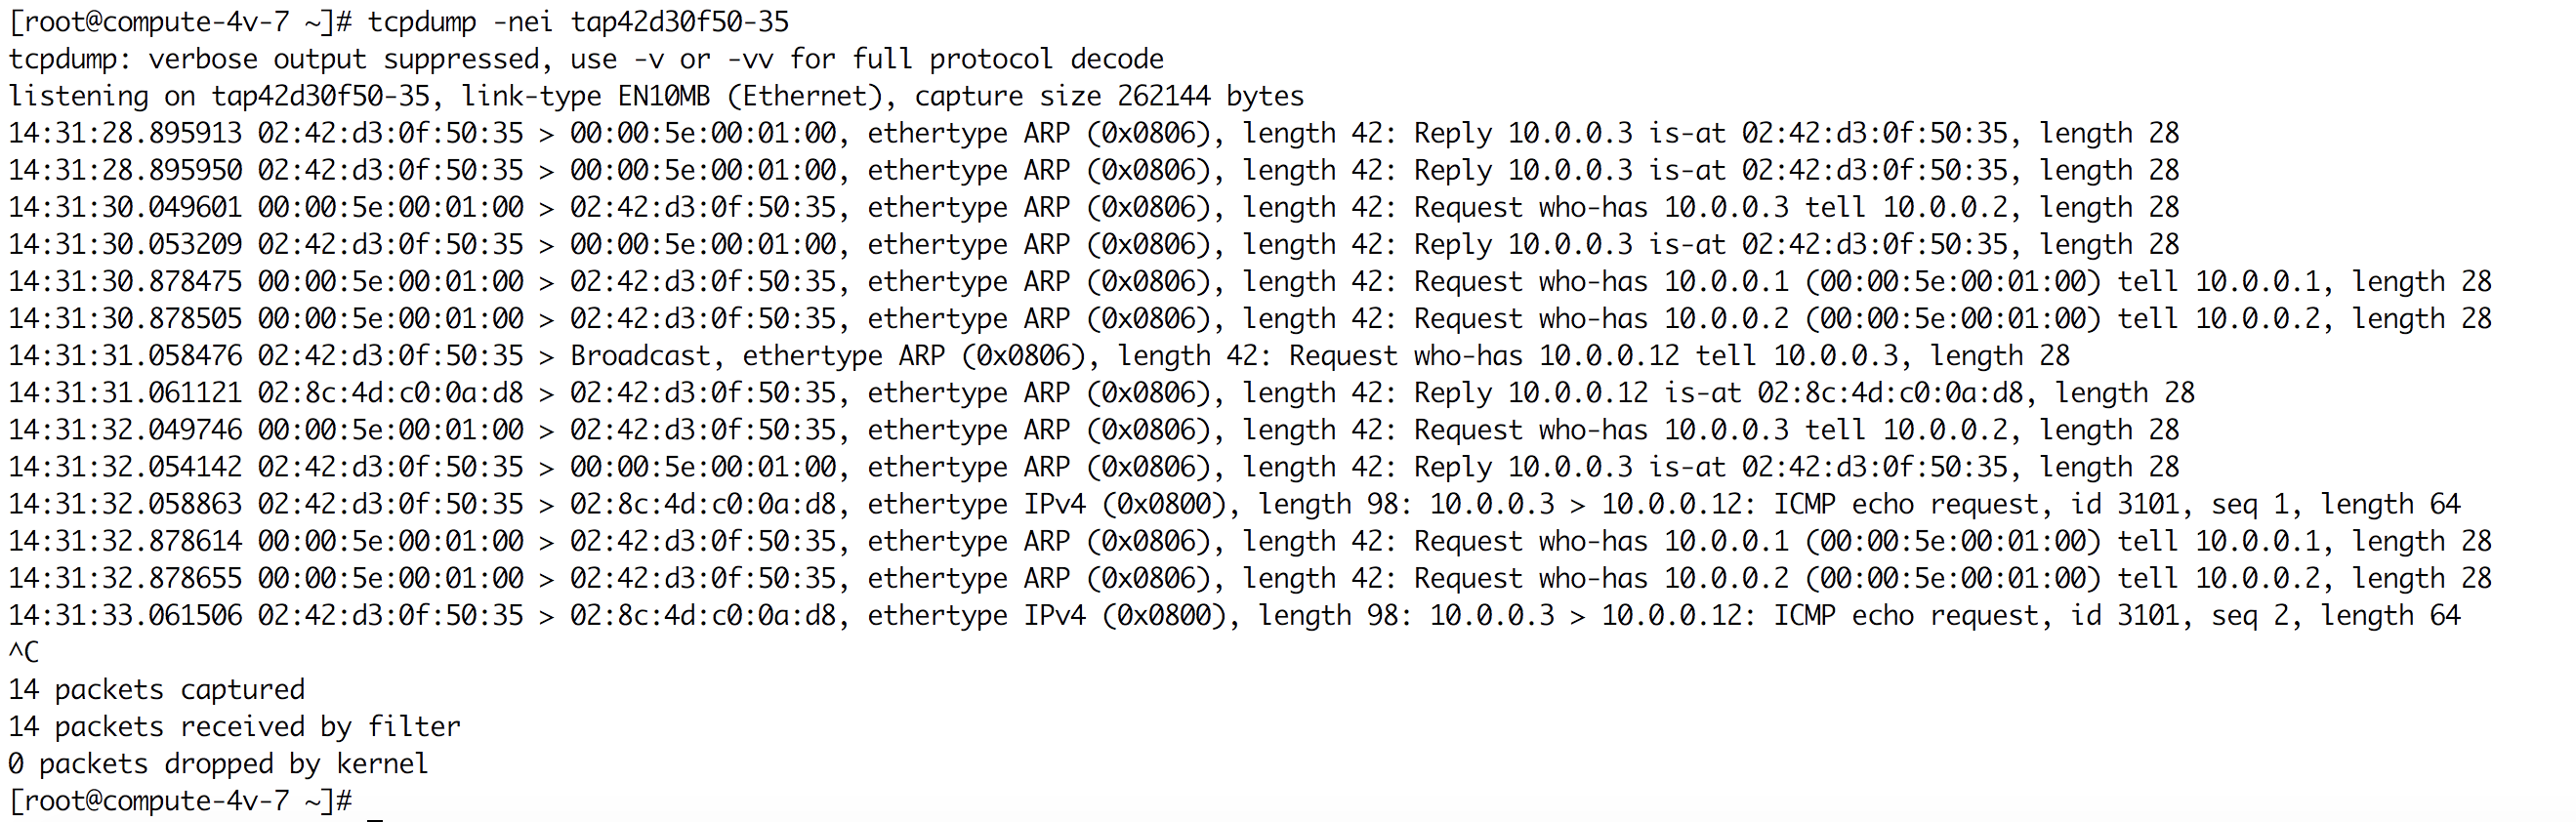 [root@compute-4v-7 ~]# tcpdump -nei tap42d30f50-35
tcpdump: verbose output suppressed, use -v or -vv for full protocol decode
listening on tap42d30f50-35, link-type EN10MB (Ethernet), capture size 262144 bytes
14:31:28.895913 02:42:d3:0f:50:35 > 00:00:5e:00:01:00, ethertype ARP (0x0806), length 42: Reply 10.0.0.3 is-at 02:42:d3:0f:50:35, length 28
14:31:28.895950 02:42:d3:0f:50:35 > 00:00:5e:00:01:00, ethertype ARP (0x0806), length 42: Reply 10.0.0.3 is-at 02:42:d3:0f:50:35, length 28
14:31:30.049601 00:00:5e:00:01:00 > 02:42:d3:0f:50:35, ethertype ARP (0x0806), length 42: Request who-has 10.0.0.3 tell 10.0.0.2, length 28
14:31:30.053209 02:42:d3:0f:50:35 > 00:00:5e:00:01:00, ethertype ARP (0x0806), length 42: Reply 10.0.0.3 is-at 02:42:d3:0f:50:35, length 28
14:31:30.878475 00:00:5e:00:01:00 > 02:42:d3:0f:50:35, ethertype ARP (0x0806), length 42: Request who-has 10.0.0.1 (00:00:5e:00:01:00) tell 10.0.0.1, length 28
14:31:30.878505 00:00:5e:00:01:00 > 02:42:d3:0f:50:35, ethertype ARP (0x0806), length 42: Request who-has 10.0.0.2 (00:00:5e:00:01:00) tell 10.0.0.2, length 28
14:31:31.058476 02:42:d3:0f:50:35 > Broadcast, ethertype ARP (0x0806), length 42: Request who-has 10.0.0.12 tell 10.0.0.3, length 28
14:31:31.061121 02:8c:4d:c0:0a:d8 > 02:42:d3:0f:50:35, ethertype ARP (0x0806), length 42: Reply 10.0.0.12 is-at 02:8c:4d:c0:0a:d8, length 28
14:31:32.049746 00:00:5e:00:01:00 > 02:42:d3:0f:50:35, ethertype ARP (0x0806), length 42: Request who-has 10.0.0.3 tell 10.0.0.2, length 28
14:31:32.054142 02:42:d3:0f:50:35 > 00:00:5e:00:01:00, ethertype ARP (0x0806), length 42: Reply 10.0.0.3 is-at 02:42:d3:0f:50:35, length 28
14:31:32.058863 02:42:d3:0f:50:35 > 02:8c:4d:c0:0a:d8, ethertype IPv4 (0x0800), length 98: 10.0.0.3 > 10.0.0.12: ICMP echo request, id 3101, seq 1, length 64
14:31:32.878614 00:00:5e:00:01:00 > 02:42:d3:0f:50:35, ethertype ARP (0x0806), length 42: Request who-has 10.0.0.1 (00:00:5e:00:01:00) tell 10.0.0.1, length 28
14:31:32.878655 00:00:5e:00:01:00 > 02:42:d3:0f:50:35, ethertype ARP (0x0806), length 42: Request who-has 10.0.0.2 (00:00:5e:00:01:00) tell 10.0.0.2, length 28
14:31:33.061506 02:42:d3:0f:50:35 > 02:8c:4d:c0:0a:d8, ethertype IPv4 (0x0800), length 98: 10.0.0.3 > 10.0.0.12: ICMP echo request, id 3101, seq 2, length 64
^C
14 packets captured
14 packets received by filter
0 packets dropped by kernel
[root@compute-4v-7 ~]#